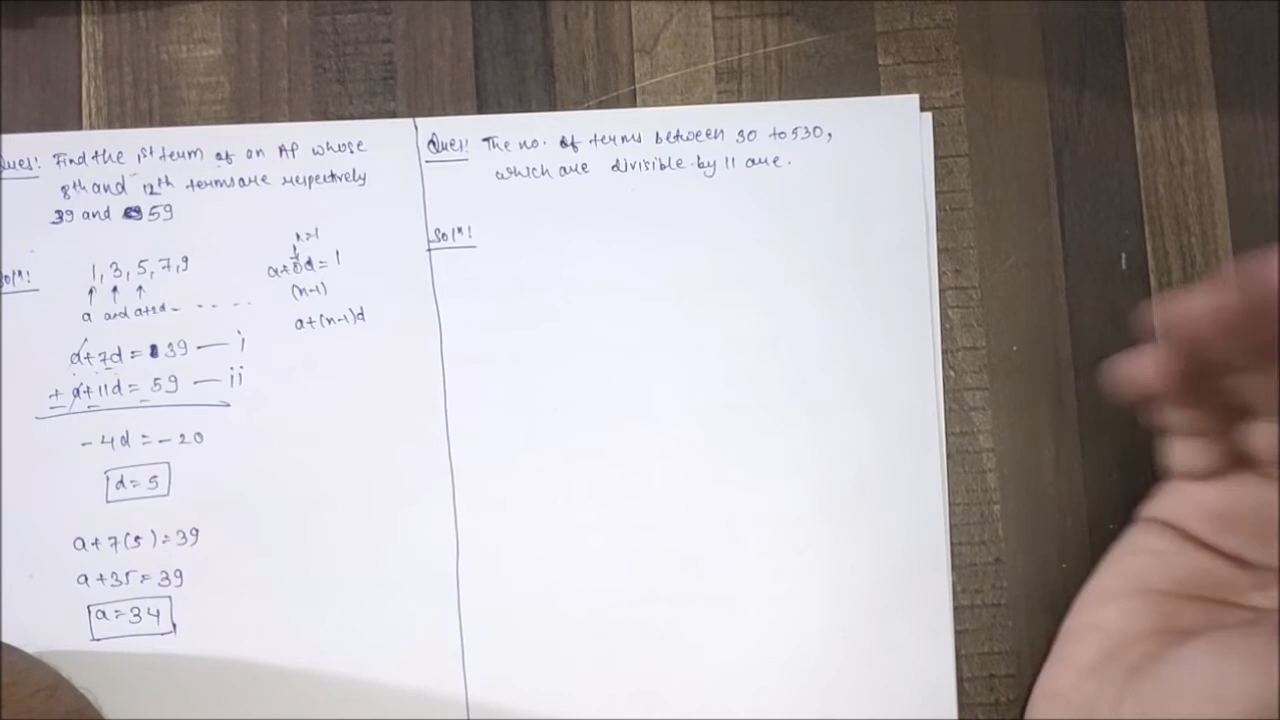 Ques! Find the 1st term of an AP whose
8th and 12th terms are respectively
39 and 59
Soln!
1, 3, 5, 7, 9
a a+d a+2d - - - - -
n=1
a+0d=1
(n-1)
a+(n-1)d
a+7d = 39 — i
a+11d = 59 — ii
-4d = -20
d=5
a+7(5)=39
a+35=39
a=34
Ques! The no. of terms between 30 to 530,
which are divisible by 11 are.
Soln!